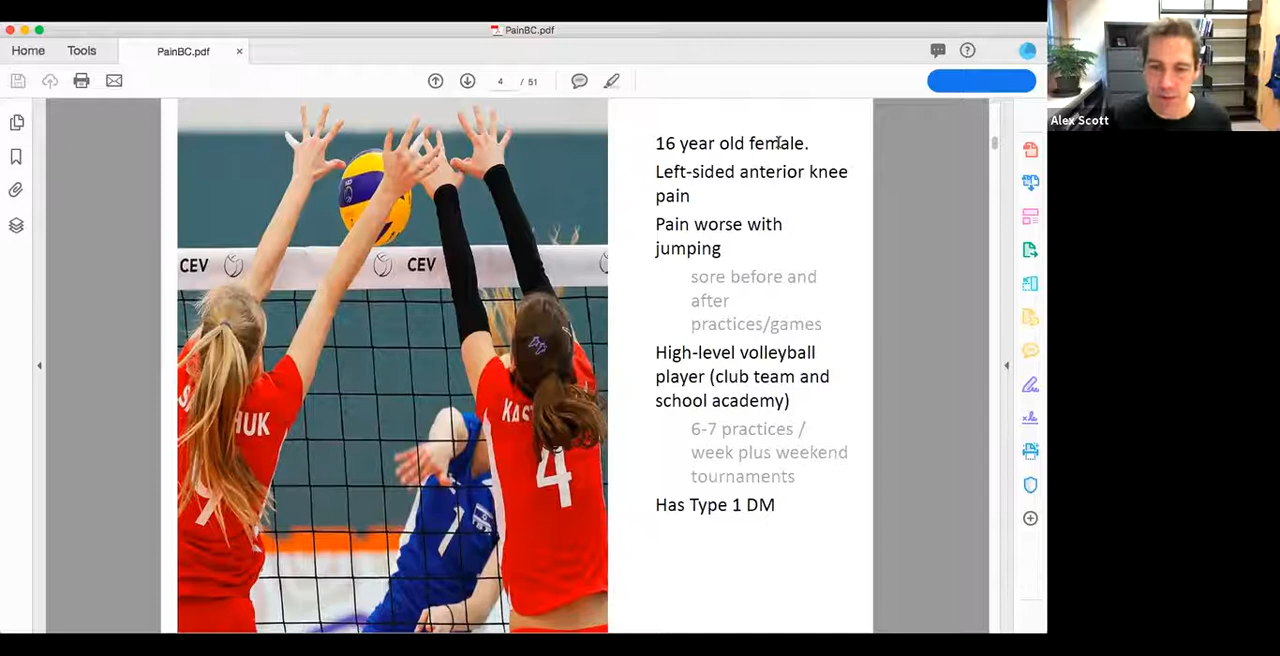 PainBC.pdf
Home
Tools
PainBC.pdf
4 / 51
Alex Scott
16 year old female.
Left-sided anterior knee
pain
Pain worse with
jumping
sore before and
after
practices/games
High-level volleyball
player (club team and
school academy)
6-7 practices /
week plus weekend
tournaments
Has Type 1 DM
CEV
CEV
4
1